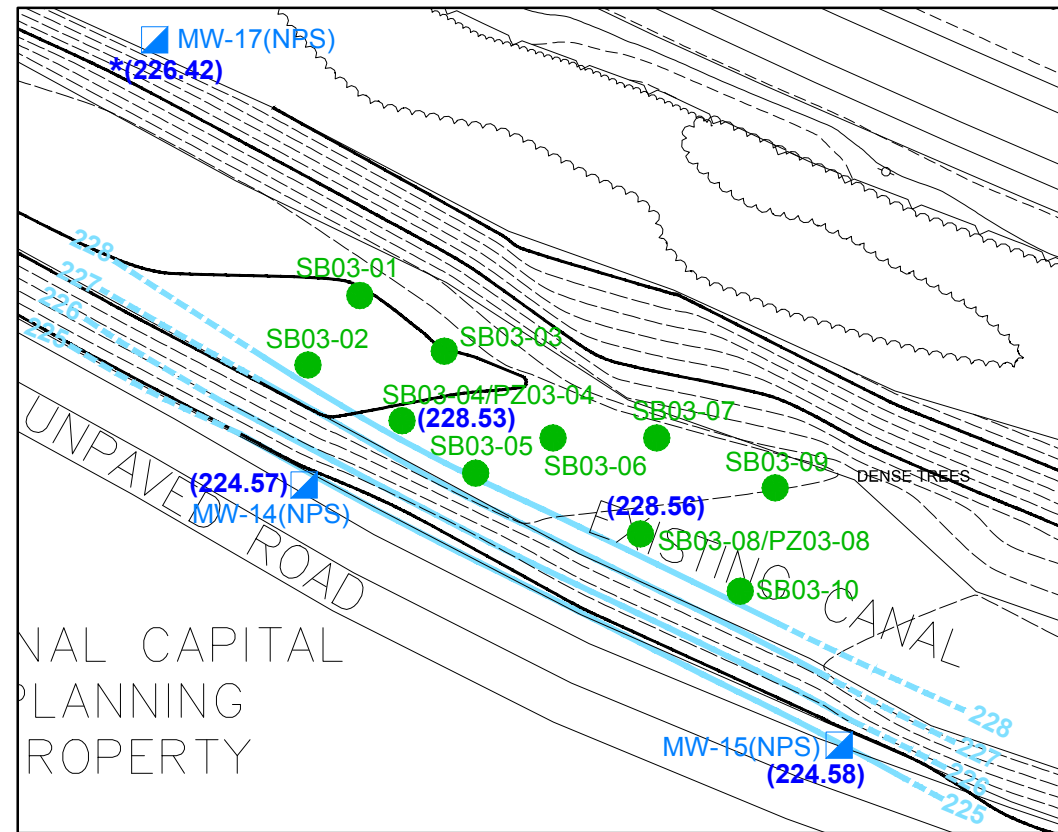 MW-17(NPS)
*(226.42)
228
227
226
225
SB03-01
SB03-02
SB03-03
SB03-04/PZ03-04
(228.53)
SB03-05
SB03-06
SB03-07
SB03-09
DENSE TREES
(224.57)
MW-14(NPS)
(228.56)
SB03-08/PZ03-08
SB03-10
EXISTING CANAL
UNPAVED ROAD
NAL CAPITAL
PLANNING
ROPERTY
MW-15(NPS)
(224.58)
228
227
226
225